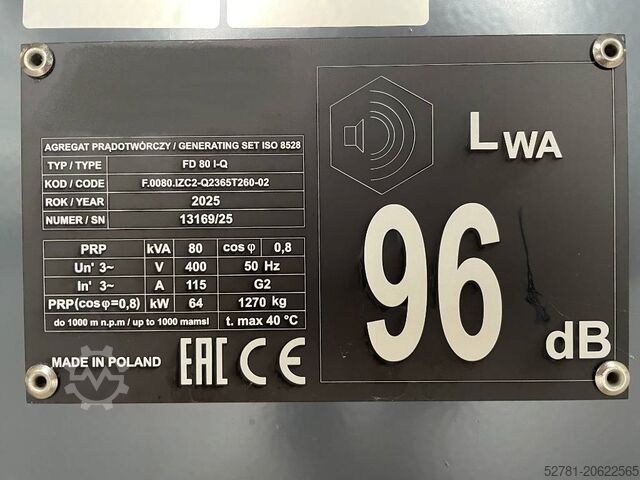 AGREGAT PRĄDOTWÓRCZY / GENERATING SET ISO 8528
TYP / TYPE FD 80 I-Q
KOD / CODE F.0080.IZC2-Q2365T260-02
ROK / YEAR 2025
NUMER / SN 13169/25
PRP kVA 80 cos φ 0,8
Un' 3~ V 400 50 Hz
In' 3~ A 115 G2
PRP(cosφ=0,8) kW 64 1270 kg
do 1000 m n.p.m / up to 1000 mamsl t. max 40 °C
MADE IN POLAND EAC CE
LWA
96
dB
52781-20622565